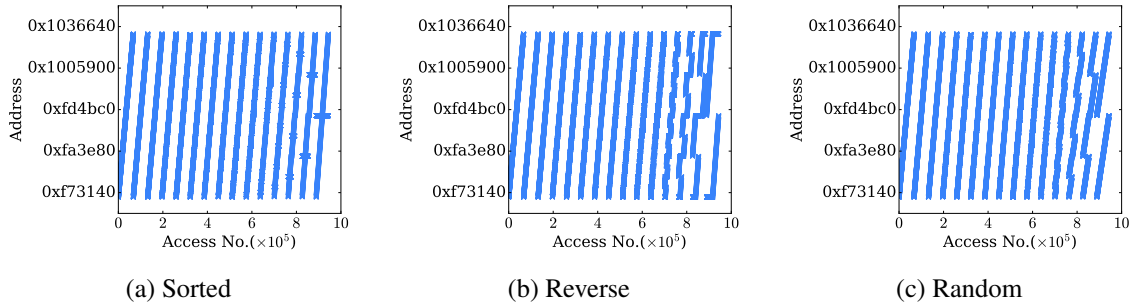 0x1036640
0x1005900
0xfd4bc0
0xfa3e80
0xf73140
Address
0 2 4 6 8 10
Access No.(×10⁵)
(a) Sorted
0x1036640
0x1005900
0xfd4bc0
0xfa3e80
0xf73140
Address
0 2 4 6 8 10
Access No.(×10⁵)
(b) Reverse
0x1036640
0x1005900
0xfd4bc0
0xfa3e80
0xf73140
Address
0 2 4 6 8 10
Access No.(×10⁵)
(c) Random